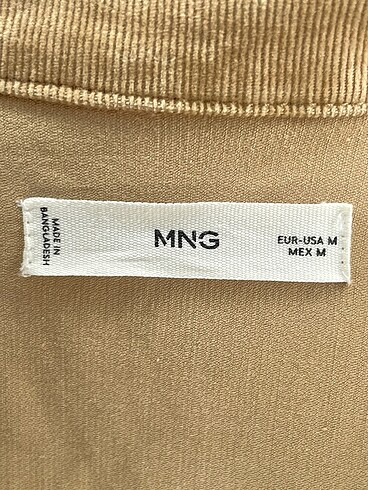 MADE IN
BANGLADESH
MNG
EUR-USA M
MEX M